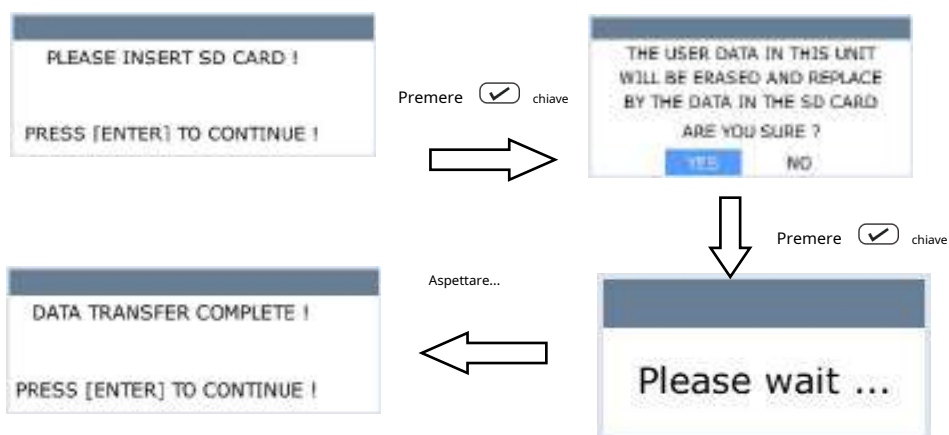 PLEASE INSERT SD CARD !
PRESS [ENTER] TO CONTINUE !
Premere chiave
THE USER DATA IN THIS UNIT
WILL BE ERASED AND REPLACE
BY THE DATA IN THE SD CARD
ARE YOU SURE ?
YES NO
Premere chiave
Please wait ...
Aspettare...
DATA TRANSFER COMPLETE !
PRESS [ENTER] TO CONTINUE !